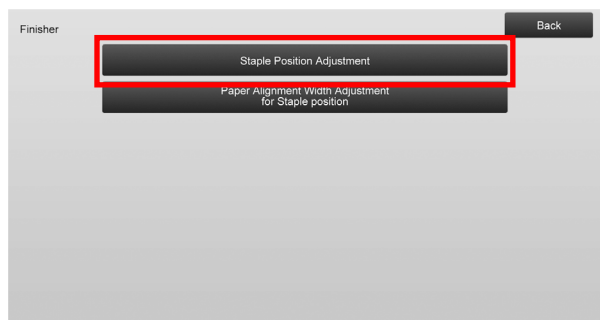 Finisher
Back
Staple Position Adjustment
Paper Alignment Width Adjustment
for Staple position